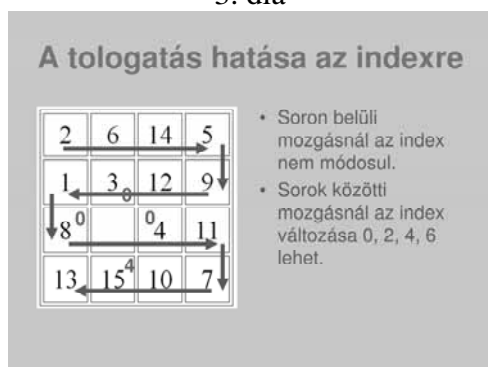 3. dia
A tologatás hatása az indexre
2 6 14 5
1 3 0 12 9
8 0 0 4 11
13 15 4 10 7
• Soron belüli
mozgásnál az index
nem módosul.
• Sorok közötti
mozgásnál az index
változása 0, 2, 4, 6
lehet.